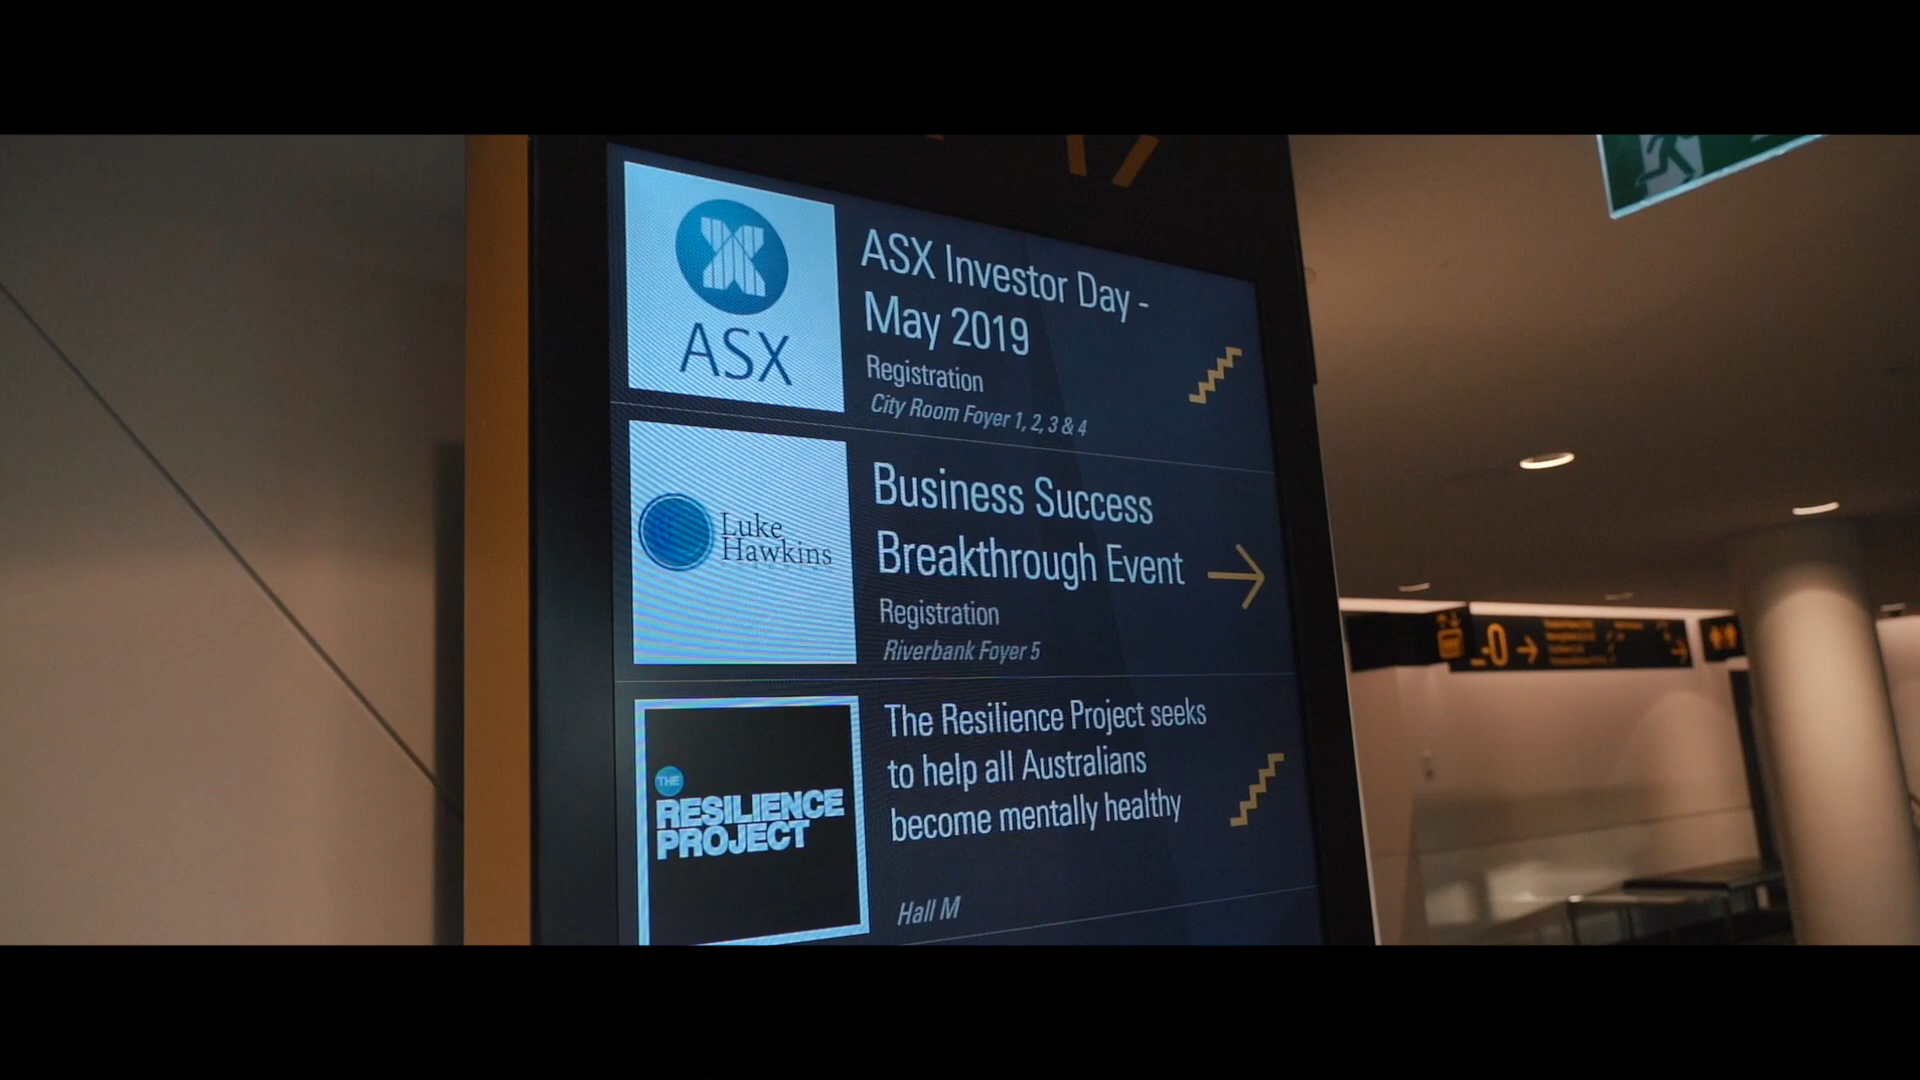 ASX
ASX Investor Day -
May 2019
Registration
City Room Foyer 1, 2, 3 & 4
Luke
Hawkins
Business Success
Breakthrough Event
Registration
Riverbank Foyer 5
THE
RESILIENCE
PROJECT
The Resilience Project seeks
to help all Australians
become mentally healthy
Hall M